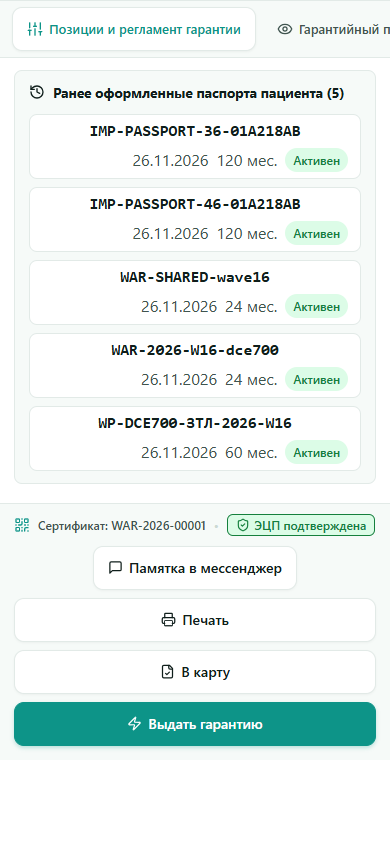 Позиции и регламент гарантии
Гарантийный п
Ранее оформленные паспорта пациента (5)
IMP-PASSPORT-36-01A218AB
26.11.2026 120 мес. Активен
IMP-PASSPORT-46-01A218AB
26.11.2026 120 мес. Активен
WAR-SHARED-wave16
26.11.2026 24 мес. Активен
WAR-2026-W16-dce700
26.11.2026 24 мес. Активен
WP-DCE700-ЗТЛ-2026-W16
26.11.2026 60 мес. Активен
Сертификат: WAR-2026-00001 • ЭЦП подтверждена
Памятка в мессенджер
Печать
В карту
Выдать гарантию